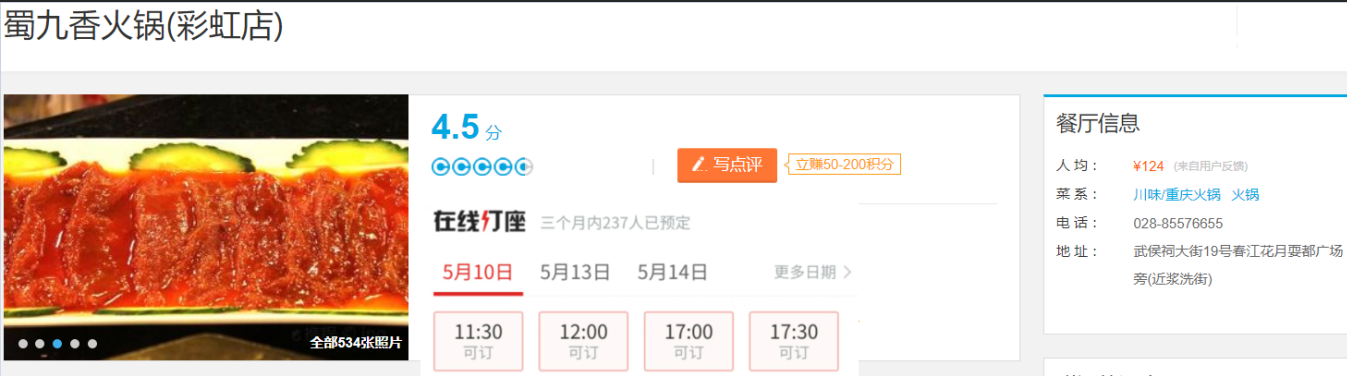 蜀九香火锅(彩虹店)
4.5 分
写点评
立赚50-200积分
在线订座 三个月内237人已预定
5月10日 5月13日 5月14日 更多日期
11:30 12:00 17:00 17:30
可订 可订 可订 可订
全部534张照片
餐厅信息
人均： ¥124 (来自用户反馈)
菜系： 川味/重庆火锅 火锅
电话： 028-85576655
地址： 武侯祠大街19号春江花月耍都广场
旁(近浆洗街)